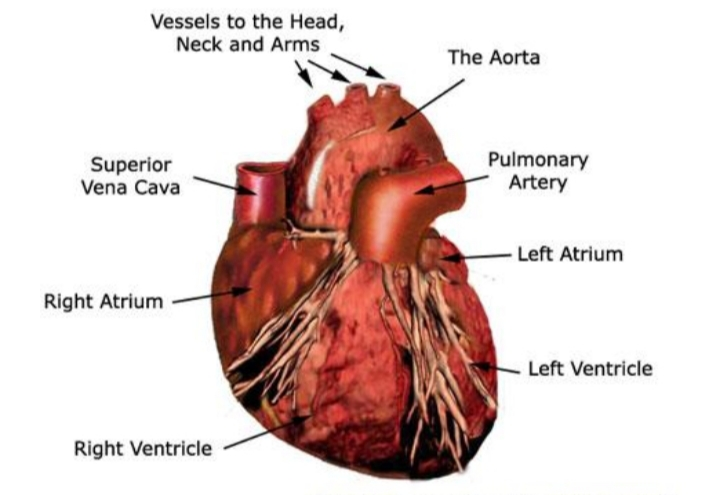 Vessels to the Head,
Neck and Arms
The Aorta
Superior
Vena Cava
Pulmonary
Artery
Left Atrium
Right Atrium
Left Ventricle
Right Ventricle